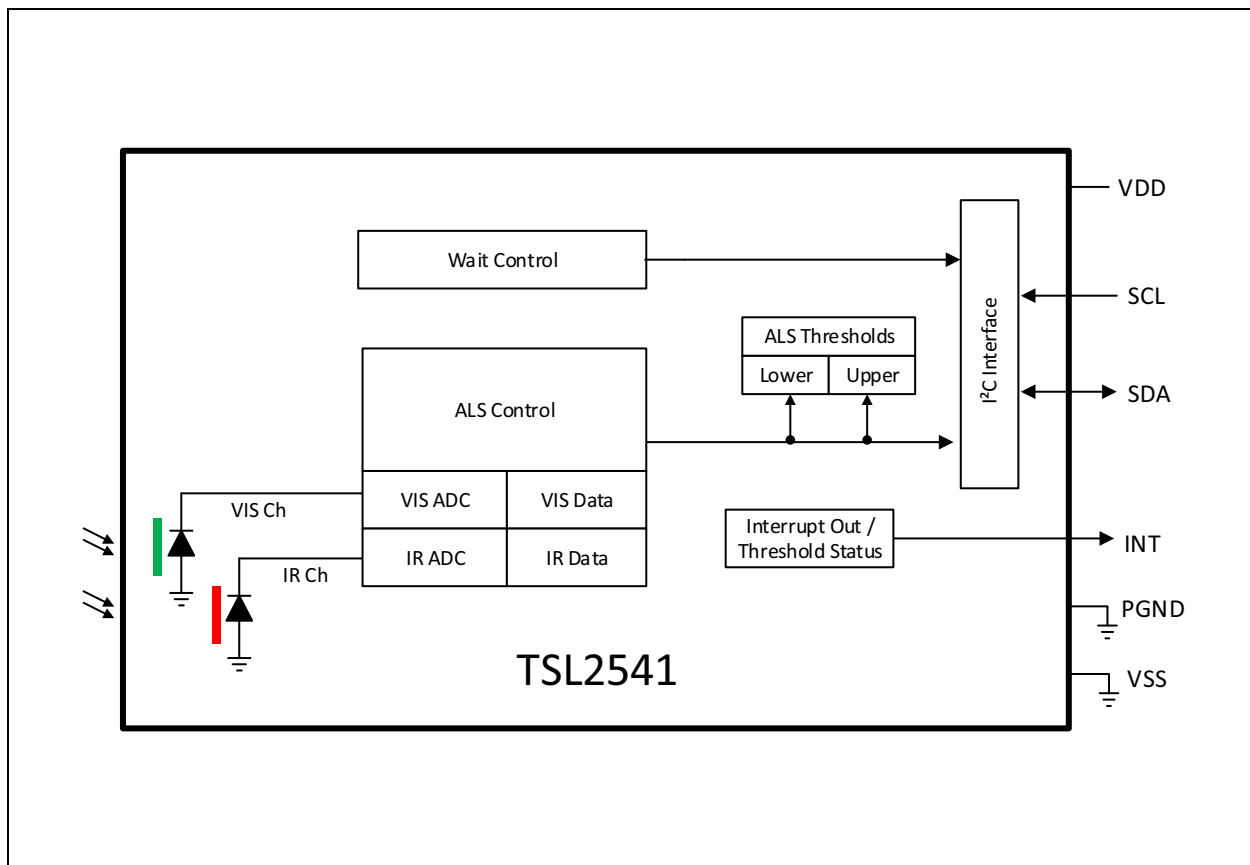 VDD
Wait Control
SCL
I²C Interface
ALS Thresholds
Lower
Upper
SDA
ALS Control
VIS Ch
VIS ADC
VIS Data
Interrupt Out /
Threshold Status
INT
IR Ch
IR ADC
IR Data
PGND
TSL2541
VSS